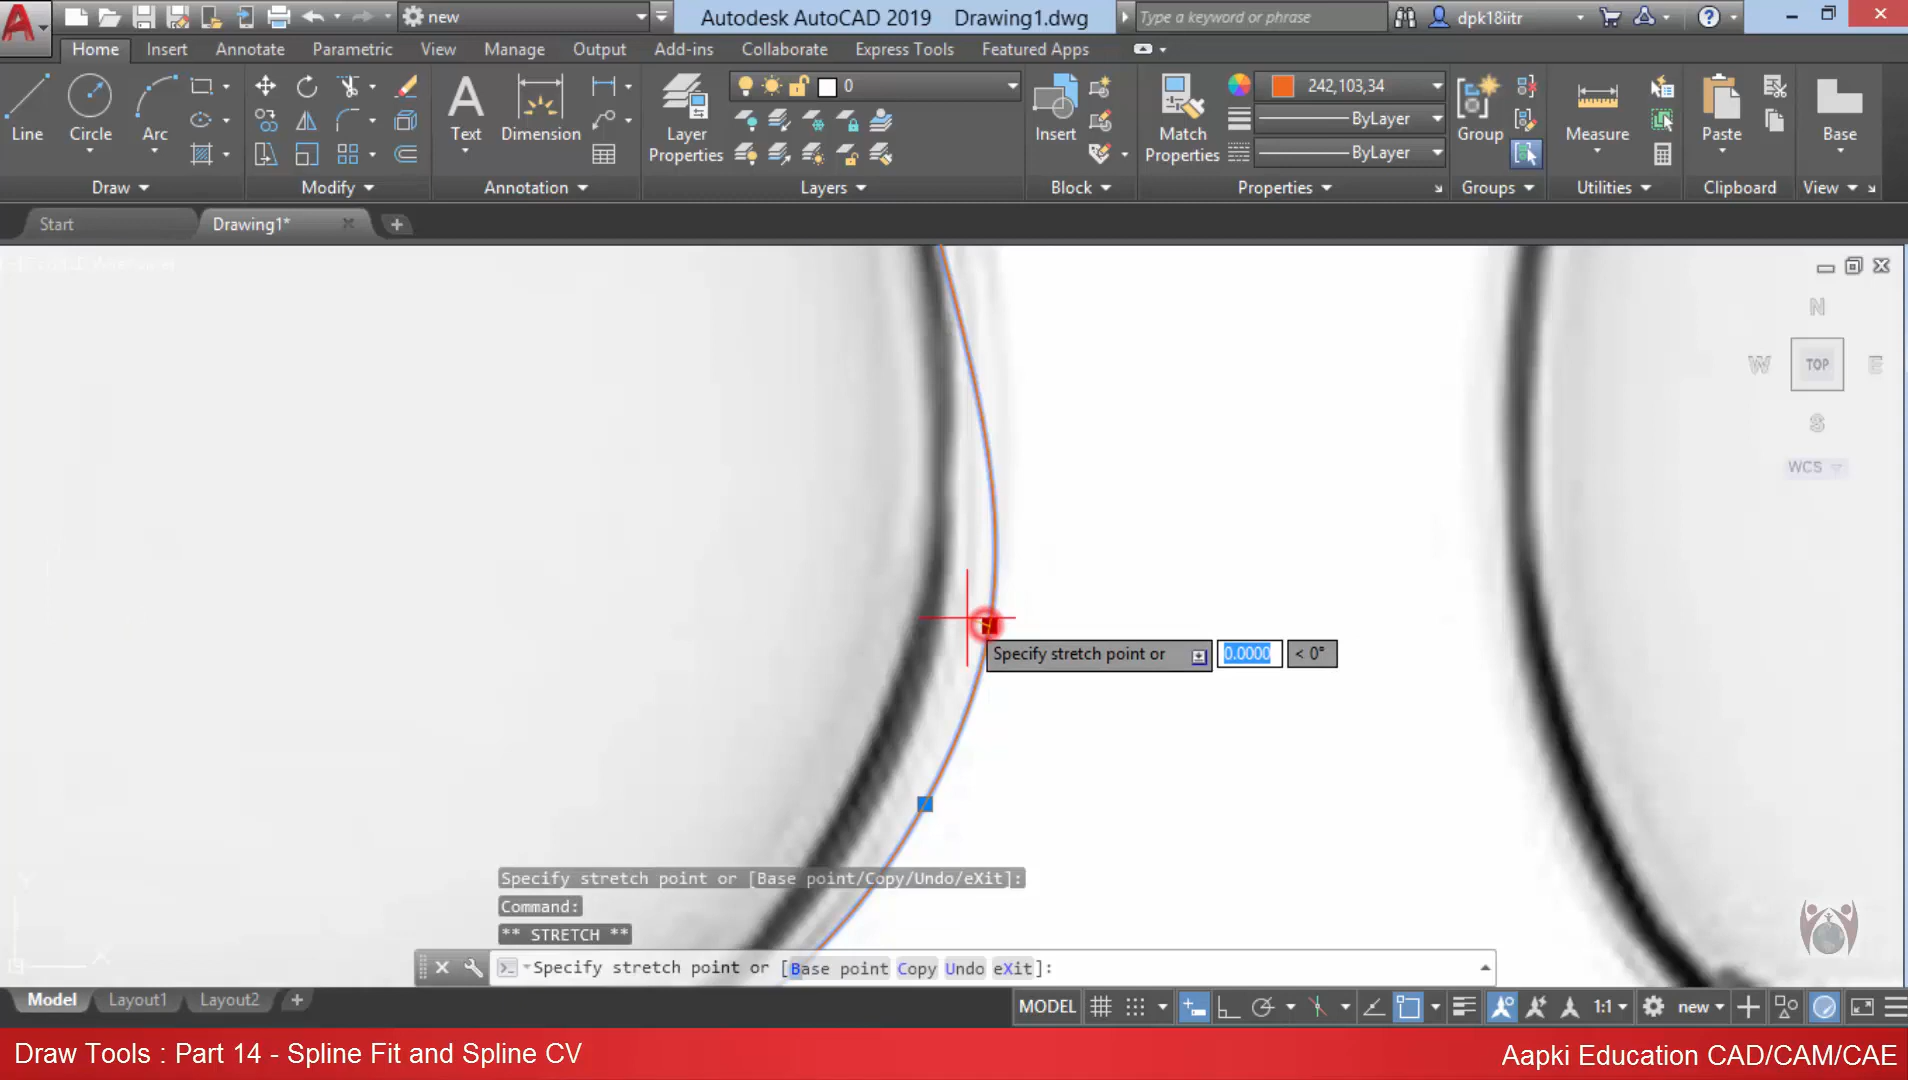 new
Autodesk AutoCAD 2019 Drawing1.dwg
Type a keyword or phrase
dpk18iitr
Home Insert Annotate Parametric View Manage Output Add-ins Collaborate Express Tools Featured Apps
0
242,103,34
Line Circle Arc
Text Dimension
Layer Properties
Insert
Match Properties
ByLayer
ByLayer
Group
Measure
Paste
Base
Draw Modify Annotation Layers Block Properties Groups Utilities Clipboard View
Start Drawing1*
N
W TOP E
S
WCS
Specify stretch point or 0.0000 < 0°
Specify stretch point or [Base point/Copy/Undo/eXit]:
Command:
** STRETCH **
Specify stretch point or [Base point Copy Undo eXit]:
Y
X
Model Layout1 Layout2 +
MODEL 1:1 new
Draw Tools : Part 14 - Spline Fit and Spline CV
Aapki Education CAD/CAM/CAE